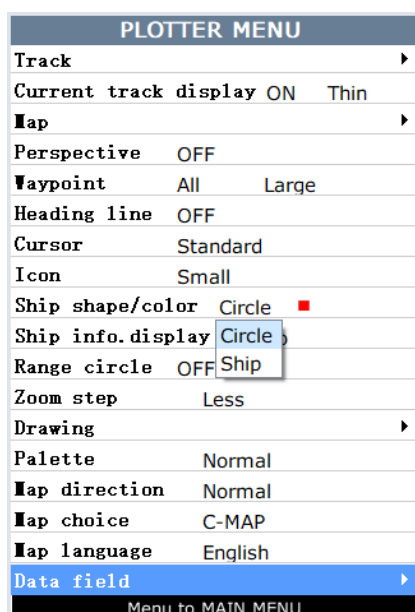 PLOTTER MENU
Track
Current track display ON Thin
Map
Perspective OFF
Waypoint All Large
Heading line OFF
Cursor Standard
Icon Small
Ship shape/color Circle
Ship info.display
Circle
Range circle OFF
Ship
Zoom step Less
Drawing
Palette Normal
Map direction Normal
Map choice C-MAP
Map language English
Data field
Menu to MAIN MENU